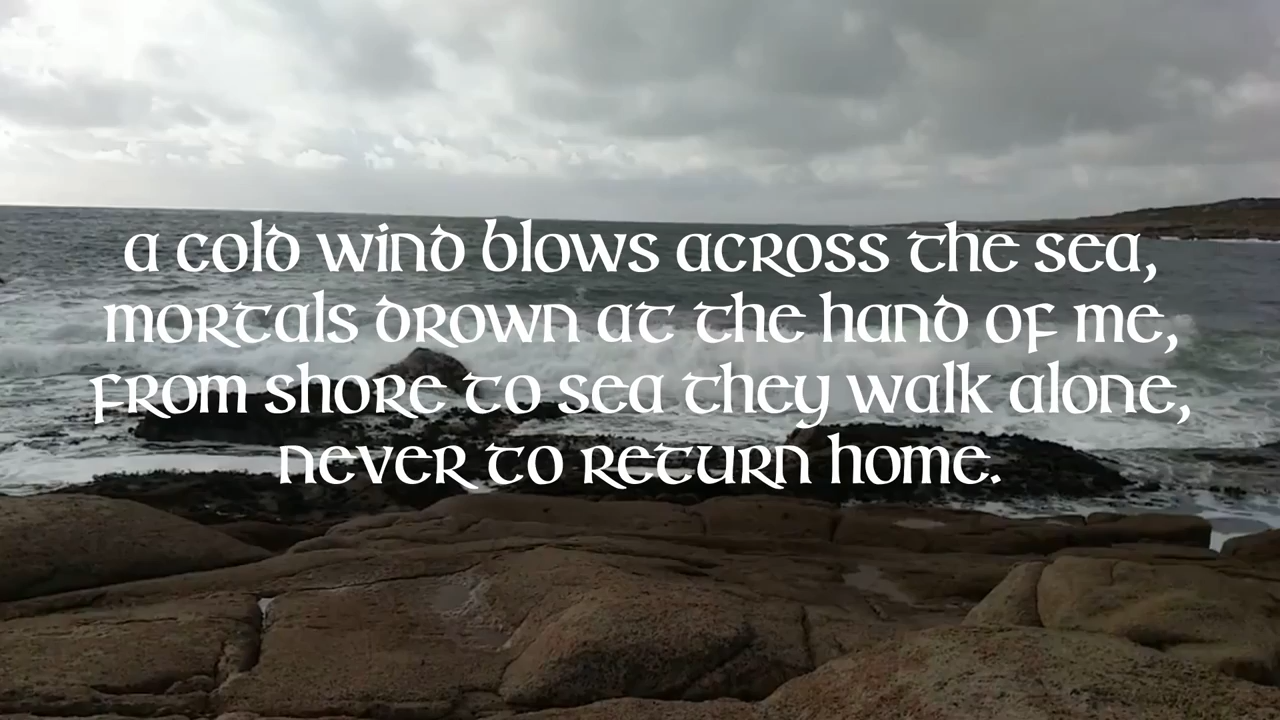 a cold wind blows across the sea,
mortals drown at the hand of me,
from shore to sea they walk alone,
never to return home.